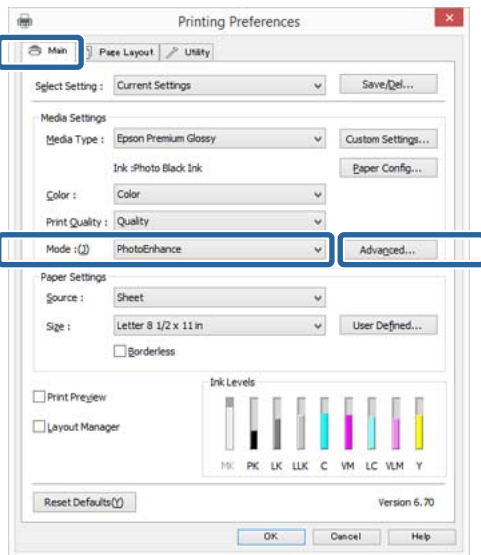 Printing Preferences
Main Page Layout Utility
Select Setting : Current Settings Save/Del...
Media Settings
Media Type : Epson Premium Glossy Custom Settings...
Ink :Photo Black Ink Paper Config...
Color : Color
Print Quality : Quality
Mode :(J) PhotoEnhance Advanced...
Paper Settings
Source : Sheet
Size : Letter 8 1/2 x 11 in User Defined...
Borderless
Ink Levels
Print Preview
Layout Manager
MK PK LK LLK C VM LC VLM Y
Reset Defaults(Y) Version 6.70
OK Cancel Help